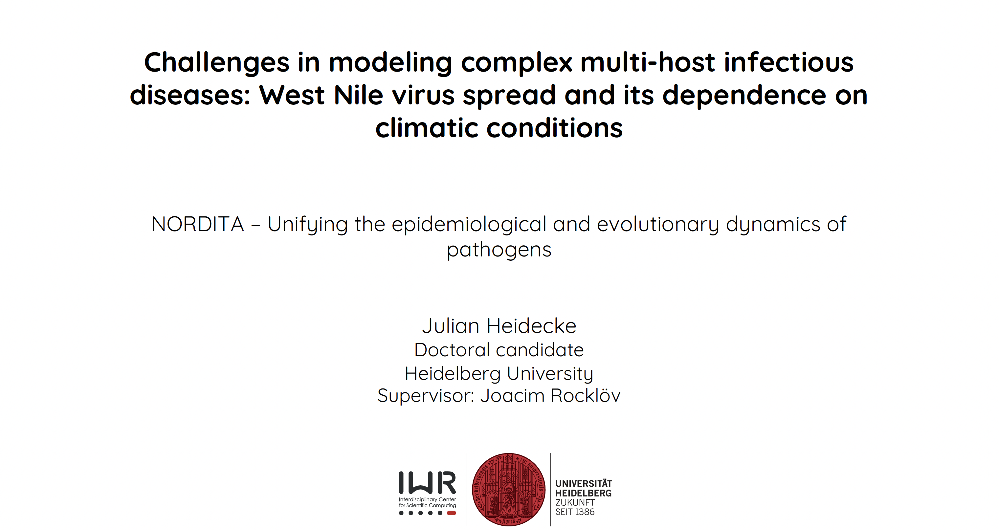 Challenges in modeling complex multi-host infectious
diseases: West Nile virus spread and its dependence on
climatic conditions
NORDITA – Unifying the epidemiological and evolutionary dynamics of
pathogens
Julian Heidecke
Doctoral candidate
Heidelberg University
Supervisor: Joacim Rocklöv
IWR
Interdisciplinary Center
for Scientific Computing
UNIVERSITÄT
HEIDELBERG
ZUKUNFT
SEIT 1386